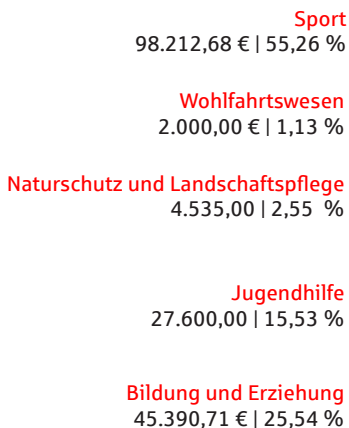 Sport
98.212,68 € | 55,26 %
Wohlfahrtswesen
2.000,00 € | 1,13 %
Naturschutz und Landschaftspflege
4.535,00 | 2,55 %
Jugendhilfe
27.600,00 | 15,53 %
Bildung und Erziehung
45.390,71 € | 25,54 %